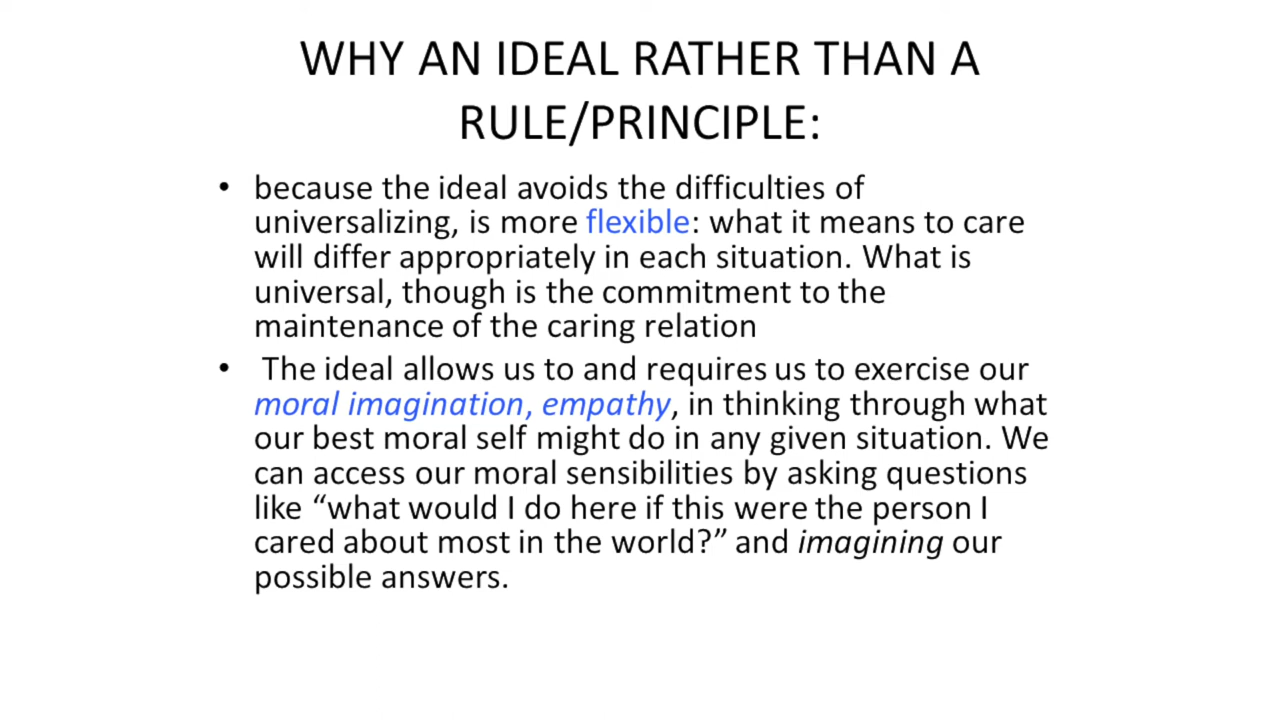 WHY AN IDEAL RATHER THAN A
RULE/PRINCIPLE:
• because the ideal avoids the difficulties of
universalizing, is more flexible: what it means to care
will differ appropriately in each situation. What is
universal, though is the commitment to the
maintenance of the caring relation
• The ideal allows us to and requires us to exercise our
moral imagination, empathy, in thinking through what
our best moral self might do in any given situation. We
can access our moral sensibilities by asking questions
like “what would I do here if this were the person I
cared about most in the world?” and imagining our
possible answers.